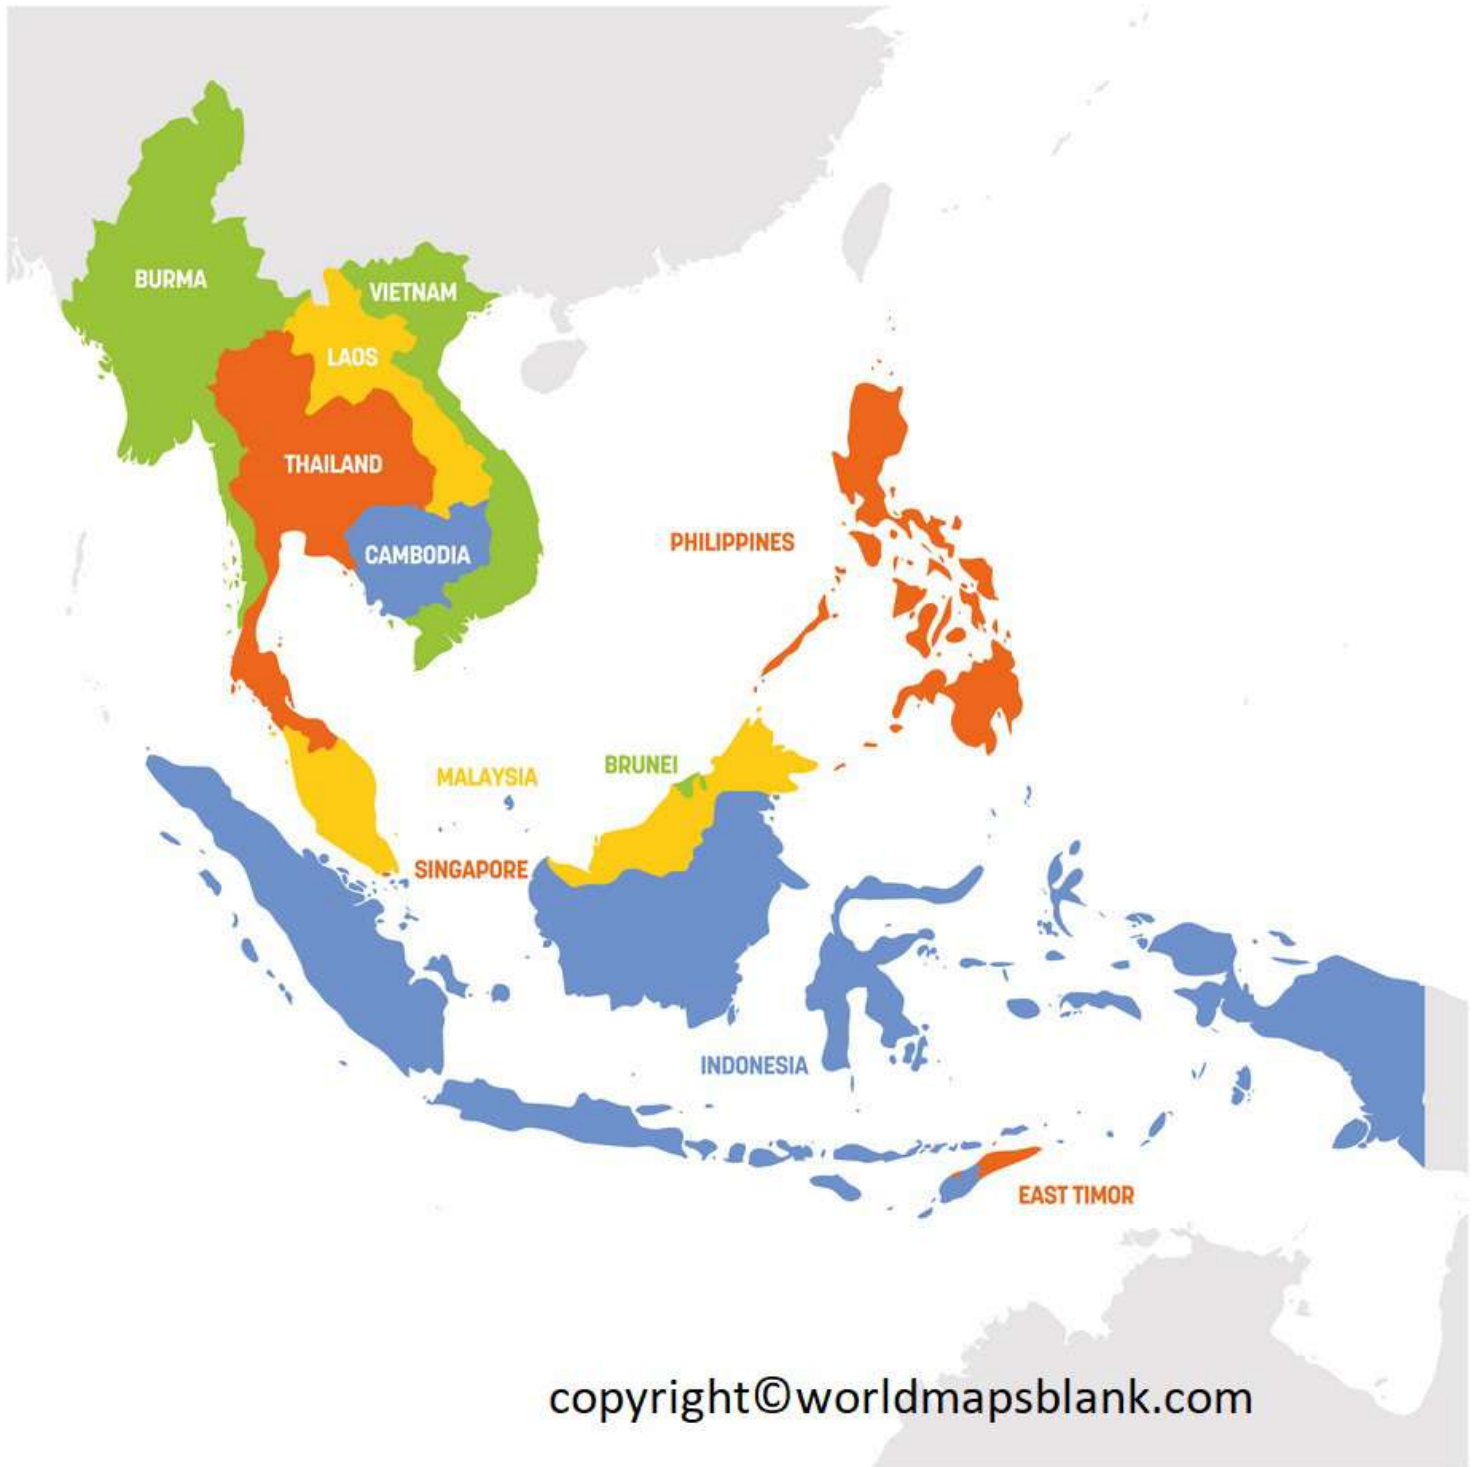 BURMA
VIETNAM
LAOS
THAILAND
PHILIPPINES
CAMBODIA
BRUNEI
MALAYSIA
SINGAPORE
INDONESIA
EAST TIMOR
copyright©worldmapsblank.com